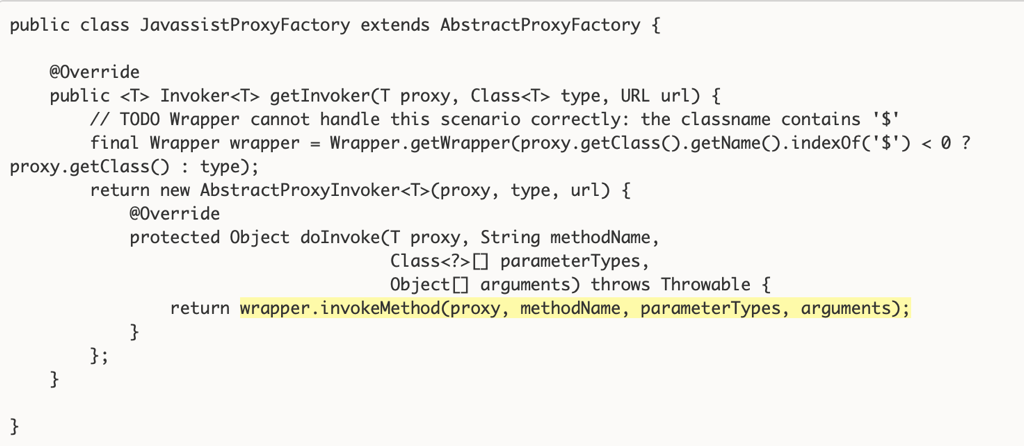 public class JavassistProxyFactory extends AbstractProxyFactory {
    @Override
    public <T> Invoker<T> getInvoker(T proxy, Class<T> type, URL url) {
        // TODO Wrapper cannot handle this scenario correctly: the classname contains '$'
        final Wrapper wrapper = Wrapper.getWrapper(proxy.getClass().getName().indexOf('$') < 0 ?
proxy.getClass() : type);
        return new AbstractProxyInvoker<T>(proxy, type, url) {
            @Override
            protected Object doInvoke(T proxy, String methodName,
                                      Class<?>[] parameterTypes,
                                      Object[] arguments) throws Throwable {
                return wrapper.invokeMethod(proxy, methodName, parameterTypes, arguments);
            }
        };
    }
}